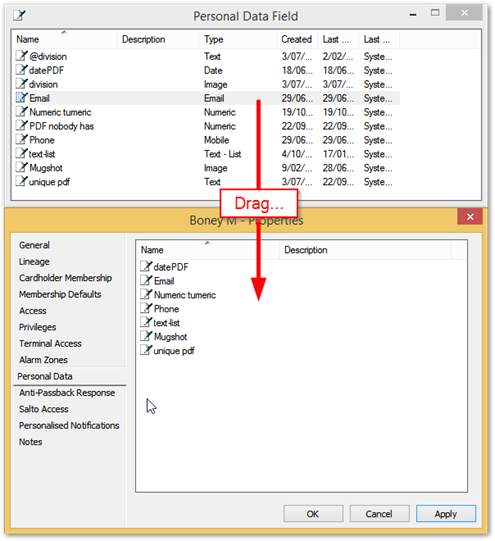 Personal Data Field
Name Description Type Created Last ... Last ...
@division Text 3/07/... 2/02/... Syste...
datePDF Date 18/06... 18/06... Syste...
division Image 3/07/... 3/07/... Syste...
Email Email 29/06... 29/06... Syste...
Numeric tumeric Numeric 19/10... 19/10... Syste...
PDF nobody has Numeric 22/09... 22/09... Syste...
Phone Mobile 29/06... 29/06... Syste...
text-list Text - List 4/10/... 17/01... Syste...
Mugshot Image 9/02/... 28/06... Syste...
unique pdf Text 3/07/... 22/09... Syste...
Drag...
Boney M - Properties
General
Lineage
Cardholder Membership
Membership Defaults
Access
Privileges
Terminal Access
Alarm Zones
Personal Data
Anti-Passback Response
Salto Access
Personalised Notifications
Notes
Name Description
datePDF
Email
Numeric tumeric
Phone
text-list
Mugshot
unique pdf
OK Cancel Apply